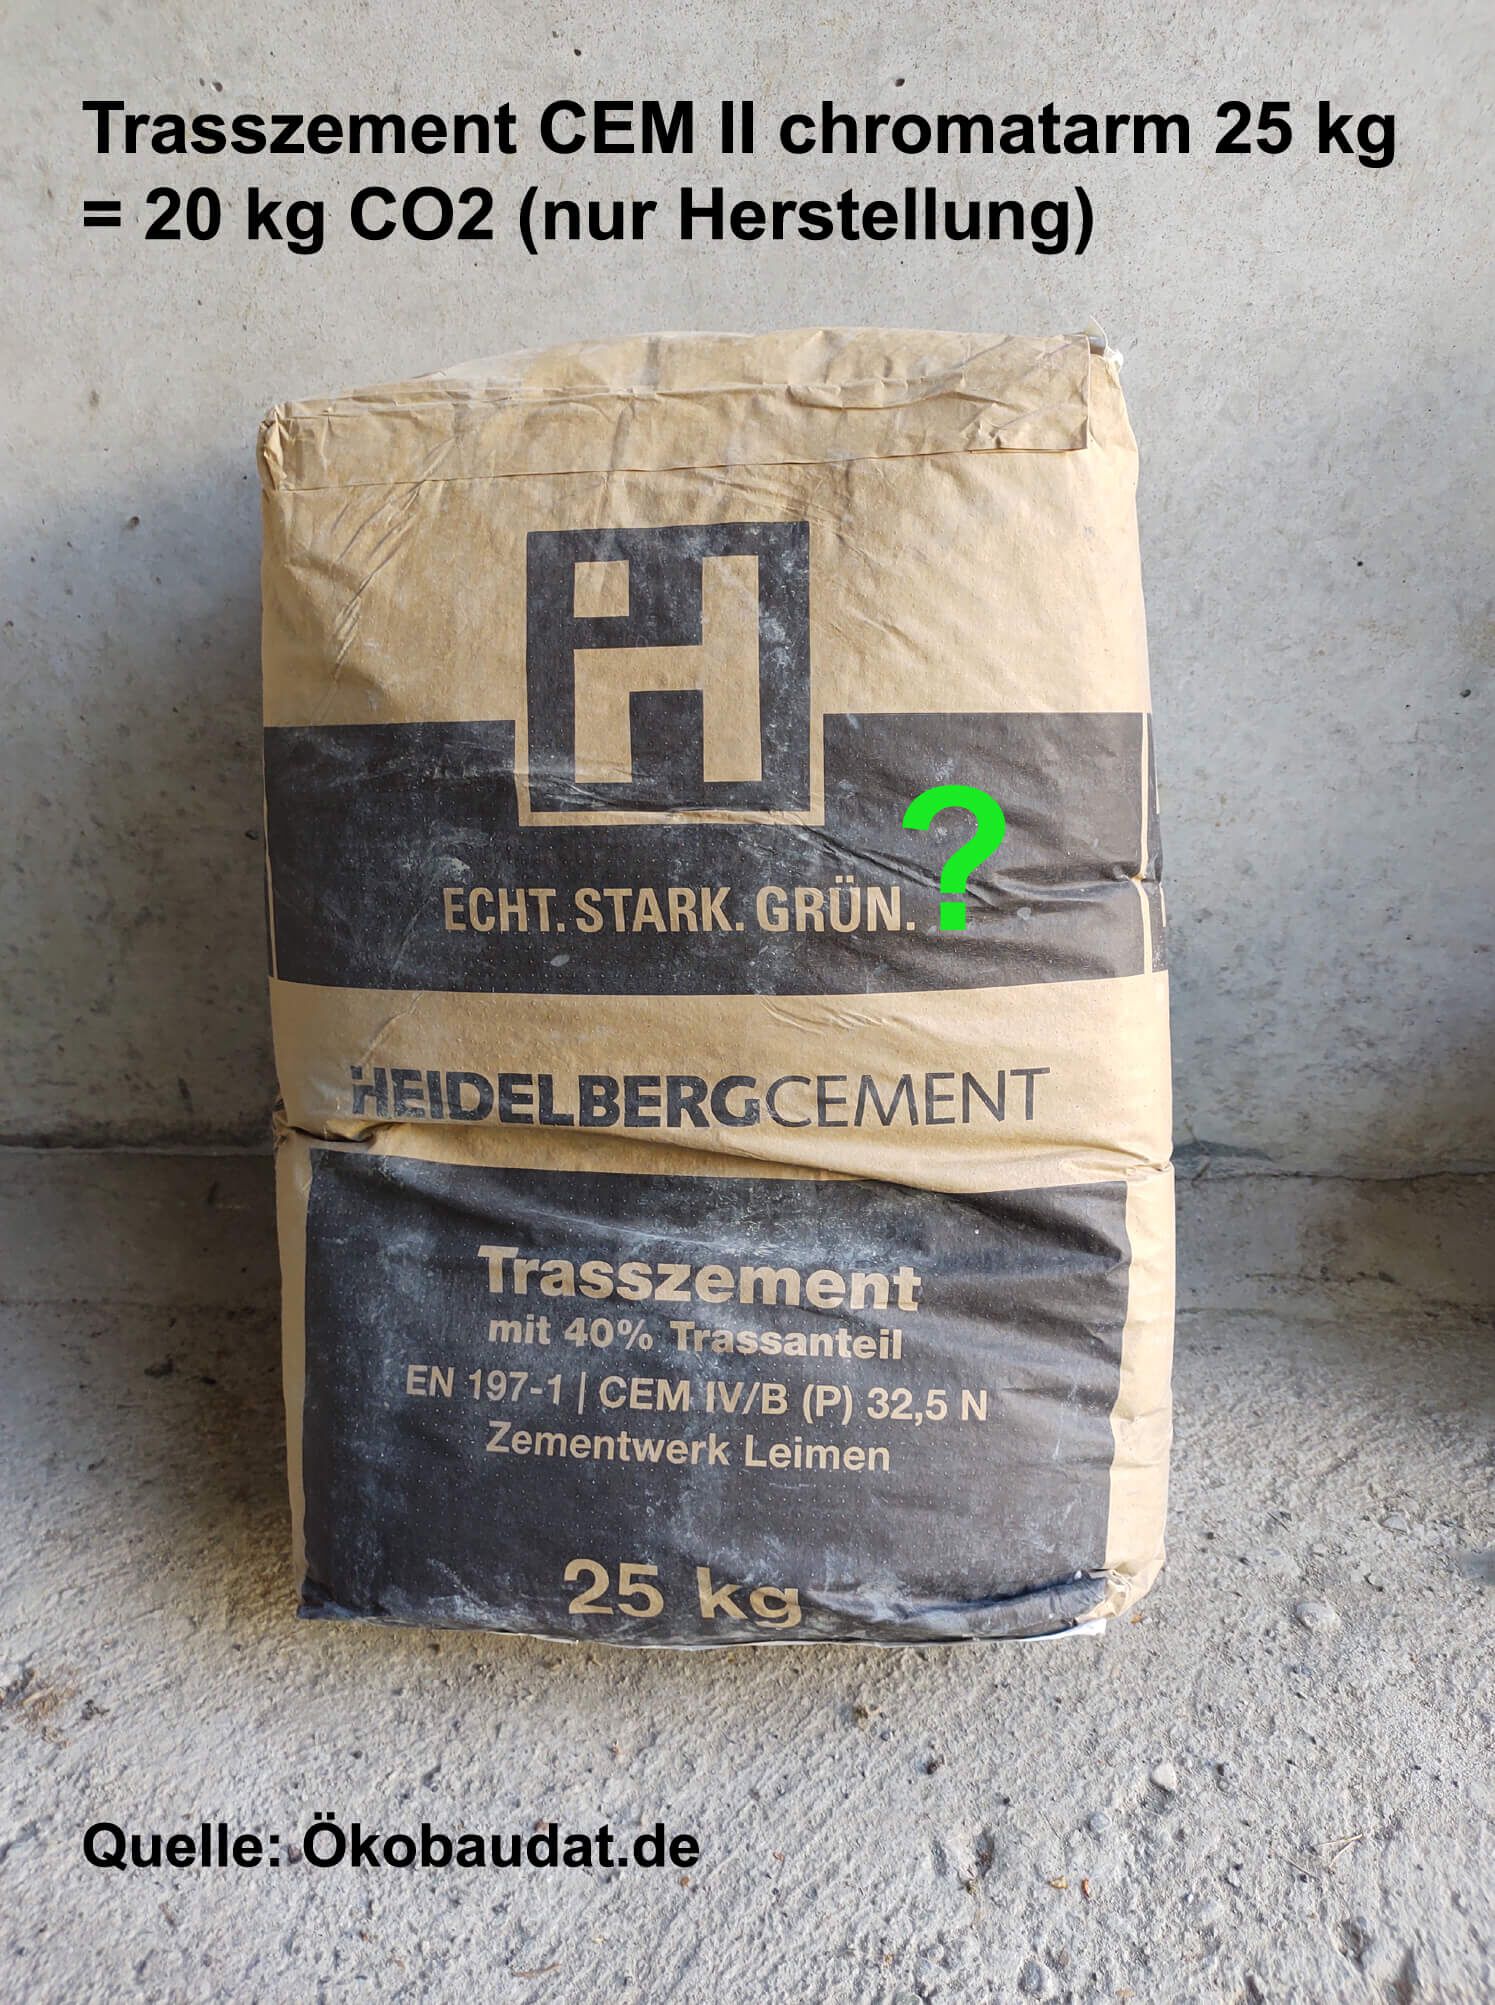 Trasszement CEM II chromatarm 25 kg
= 20 kg CO2 (nur Herstellung)
H
ECHT. STARK. GRÜN. ?
HEIDELBERGCEMENT
Trasszement
mit 40% Trassanteil
EN 197-1 | CEM IV/B (P) 32,5 N
Zementwerk Leimen
25 kg
Quelle: Ökobaudat.de